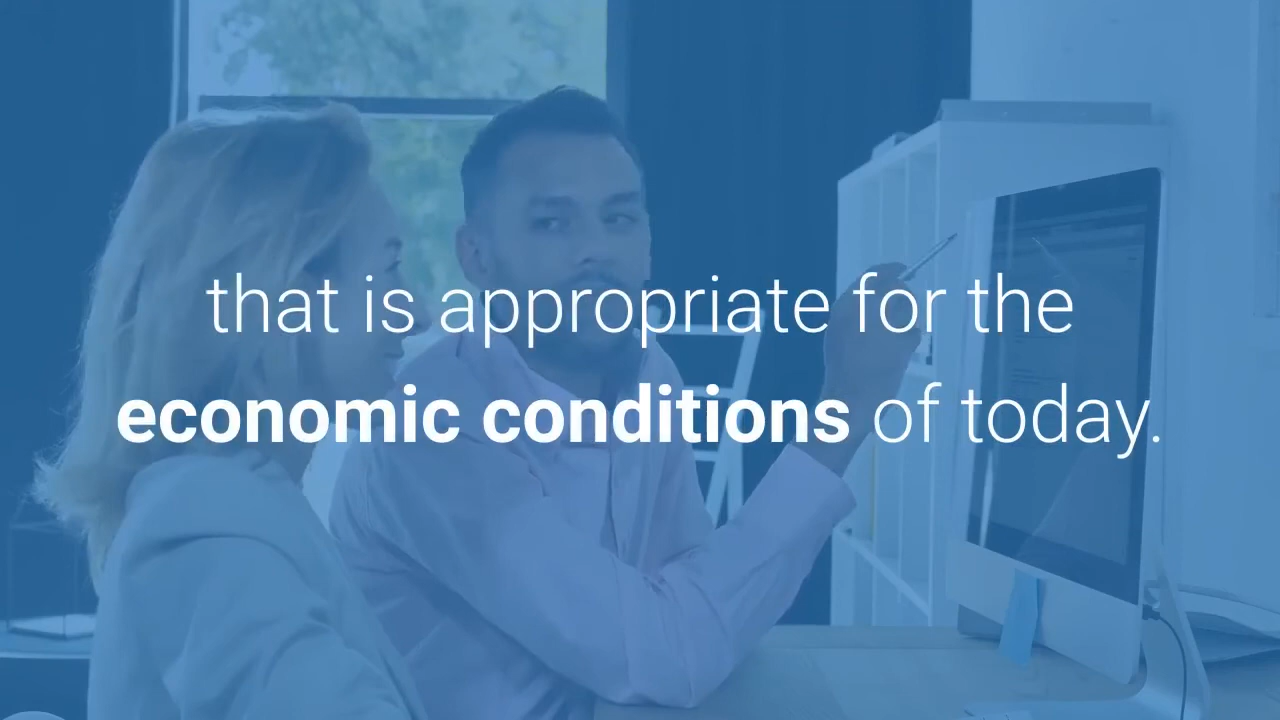 that is appropriate for the
economic conditions of today.